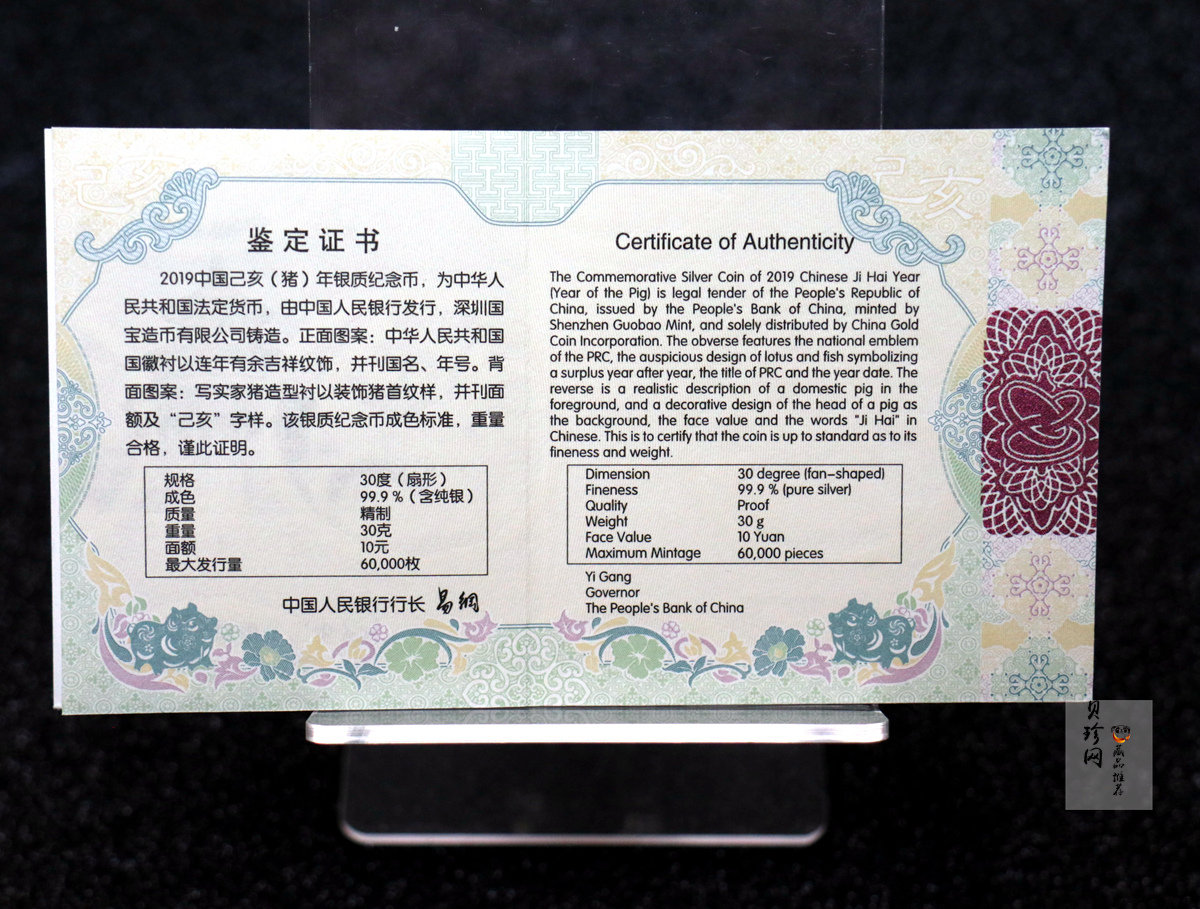 己亥
己亥
鉴定证书
2019中国己亥（猪）年银质纪念币，为中华人
民共和国法定货币，由中国人民银行发行，深圳国
宝造币有限公司铸造。正面图案：中华人民共和国
国徽衬以连年有余吉祥纹饰，并刊国名、年号。背
面图案：写实家猪造型衬以装饰猪首纹样，并刊面
额及“己亥”字样。该银质纪念币成色标准，重量
合格，谨此证明。
规格 30度（扇形）
成色 99.9％（含纯银）
质量 精制
重量 30克
面额 10元
最大发行量 60,000枚
中国人民银行行长 易纲
Certificate of Authenticity
The Commemorative Silver Coin of 2019 Chinese Ji Hai Year
(Year of the Pig) is legal tender of the People's Republic of
China, issued by the People's Bank of China, minted by
Shenzhen Guobao Mint, and solely distributed by China Gold
Coin Incorporation. The obverse features the national emblem
of the PRC, the auspicious design of lotus and fish symbolizing
a surplus year after year, the title of PRC and the year date. The
reverse is a realistic description of a domestic pig in the
foreground, and a decorative design of the head of a pig as
the background, the face value and the words "Ji Hai" in
Chinese. This is to certify that the coin is up to standard as to its
fineness and weight.
Dimension 30 degree (fan-shaped)
Fineness 99.9 % (pure silver)
Quality Proof
Weight 30 g
Face Value 10 Yuan
Maximum Mintage 60,000 pieces
Yi Gang
Governor
The People's Bank of China
贝珍网
藏品推荐